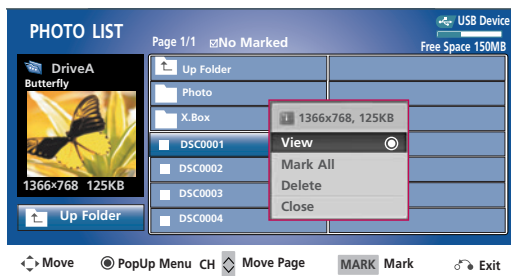 PHOTO LIST
Page 1/1 No Marked
USB Device
Free Space 150MB
DriveA
Butterfly
1366×768 125KB
Up Folder
Up Folder
Photo
X.Box
DSC0001
DSC0002
DSC0003
DSC0004
1366x768, 125KB
View
Mark All
Delete
Close
Move PopUp Menu CH Move Page MARK Mark Exit